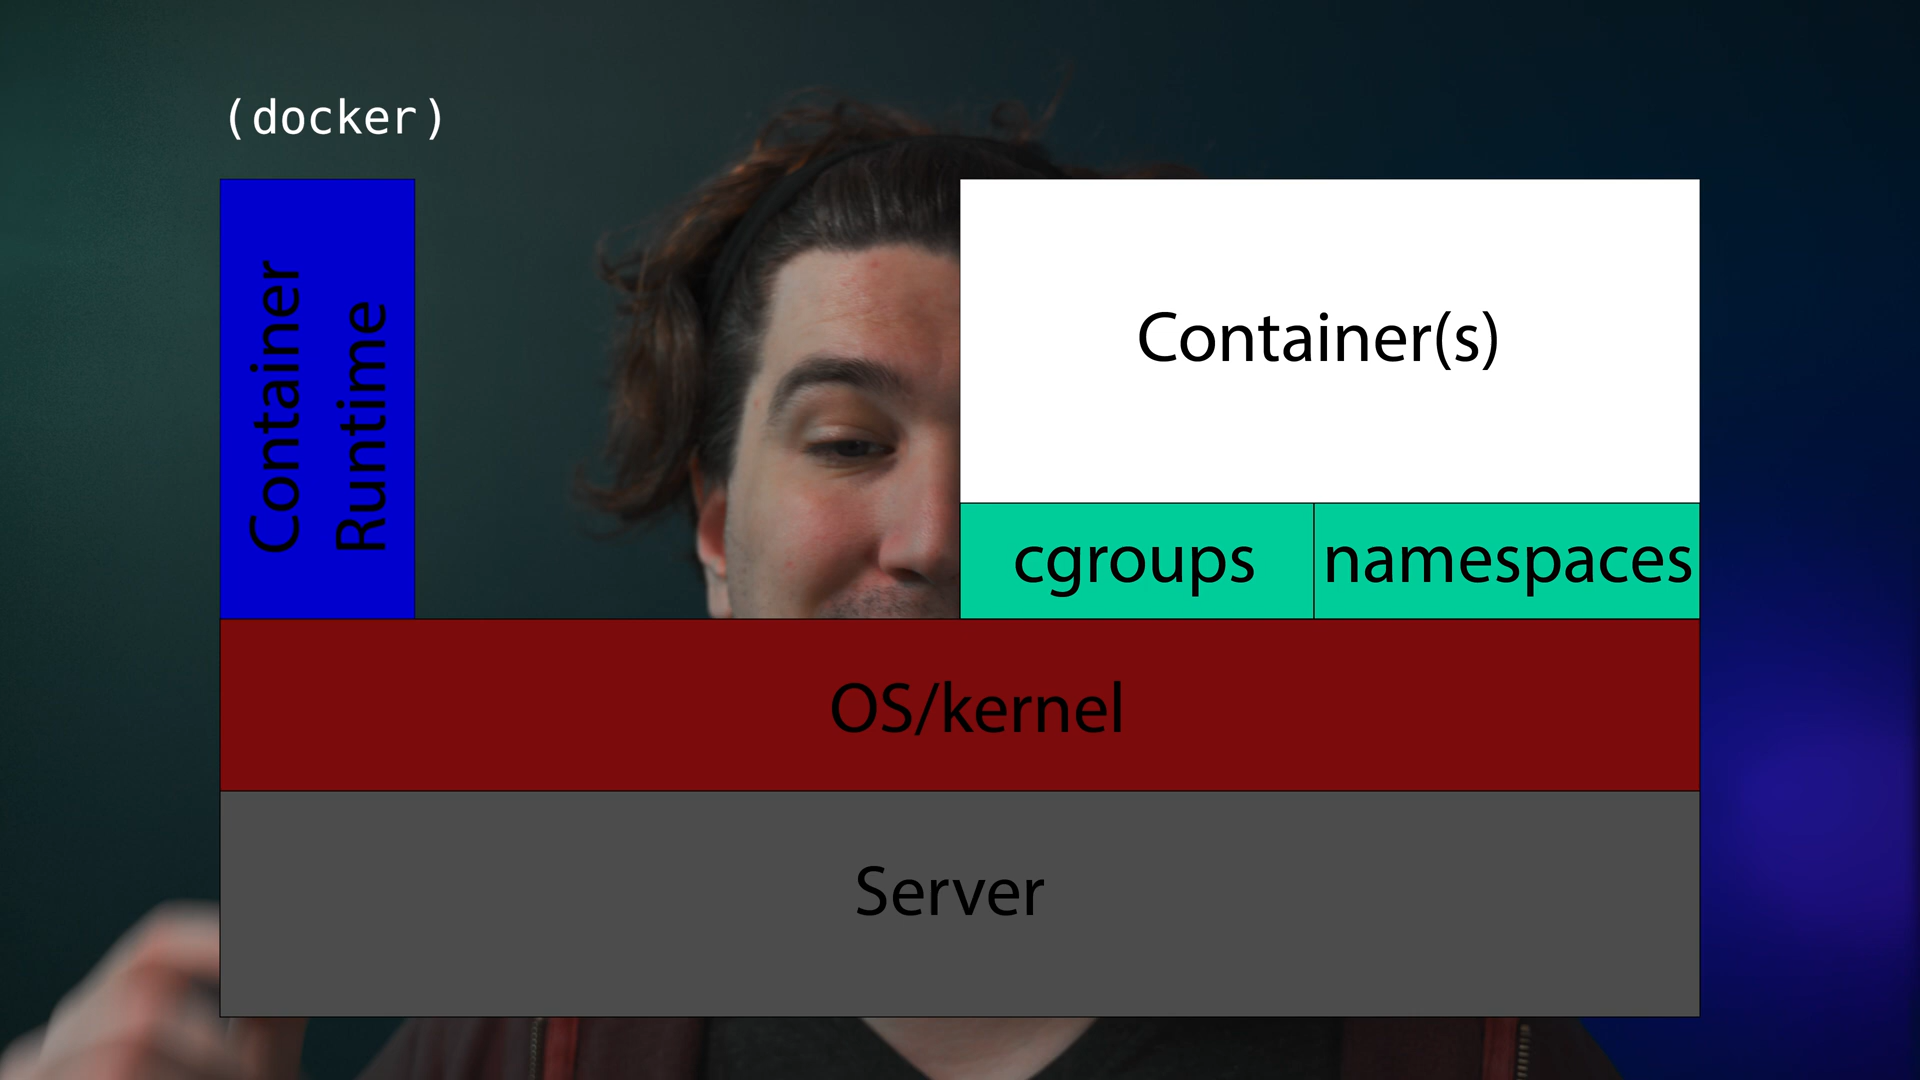 (docker)
Container
Runtime
Container(s)
cgroups
namespaces
OS/kernel
Server